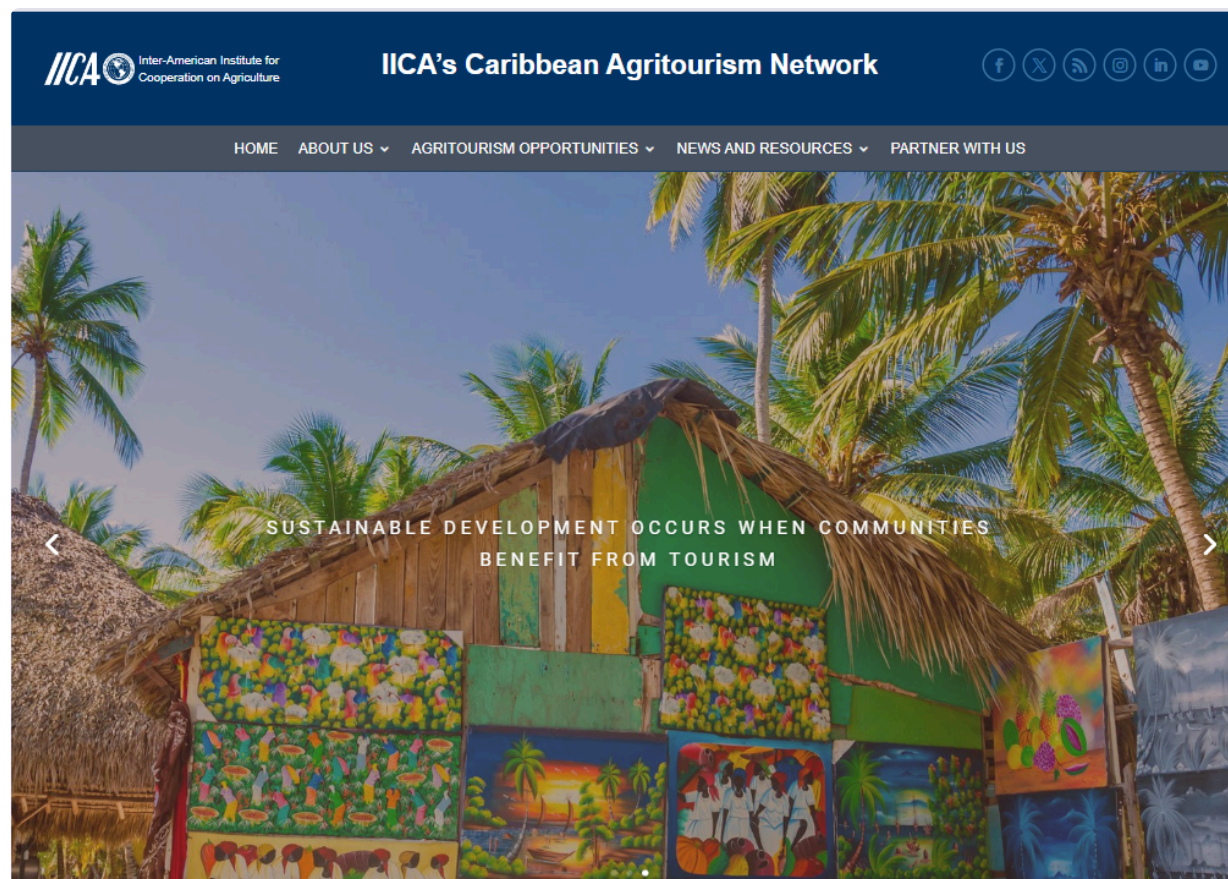 IICA
Inter-American Institute for
Cooperation on Agriculture
IICA's Caribbean Agritourism Network
HOME ABOUT US AGRITOURISM OPPORTUNITIES NEWS AND RESOURCES PARTNER WITH US
SUSTAINABLE DEVELOPMENT OCCURS WHEN COMMUNITIES
BENEFIT FROM TOURISM